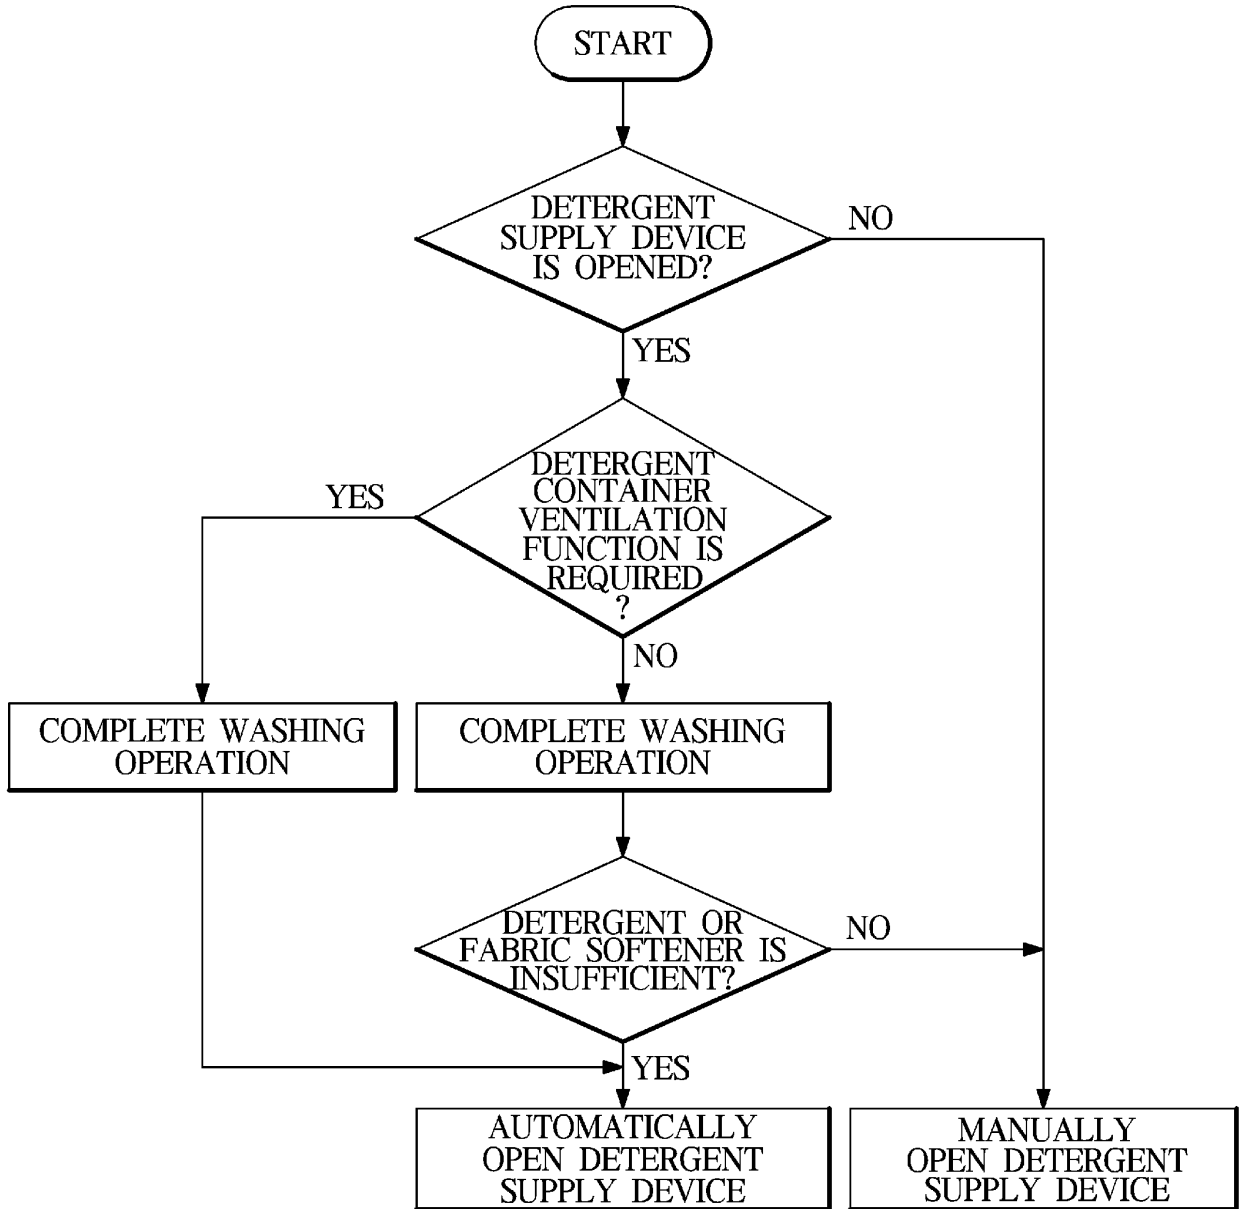 START
DETERGENT
SUPPLY DEVICE
IS OPENED?
NO
YES
DETERGENT
CONTAINER
VENTILATION
FUNCTION IS
REQUIRED
?
YES
NO
COMPLETE WASHING
OPERATION
COMPLETE WASHING
OPERATION
DETERGENT OR
FABRIC SOFTENER IS
INSUFFICIENT?
NO
YES
AUTOMATICALLY
OPEN DETERGENT
SUPPLY DEVICE
MANUALLY
OPEN DETERGENT
SUPPLY DEVICE